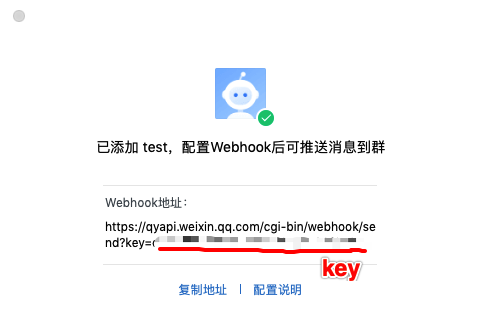 已添加 test，配置Webhook后可推送消息到群
Webhook地址：
https://qyapi.weixin.qq.com/cgi-bin/webhook/se
nd?key=
key
复制地址 | 配置说明